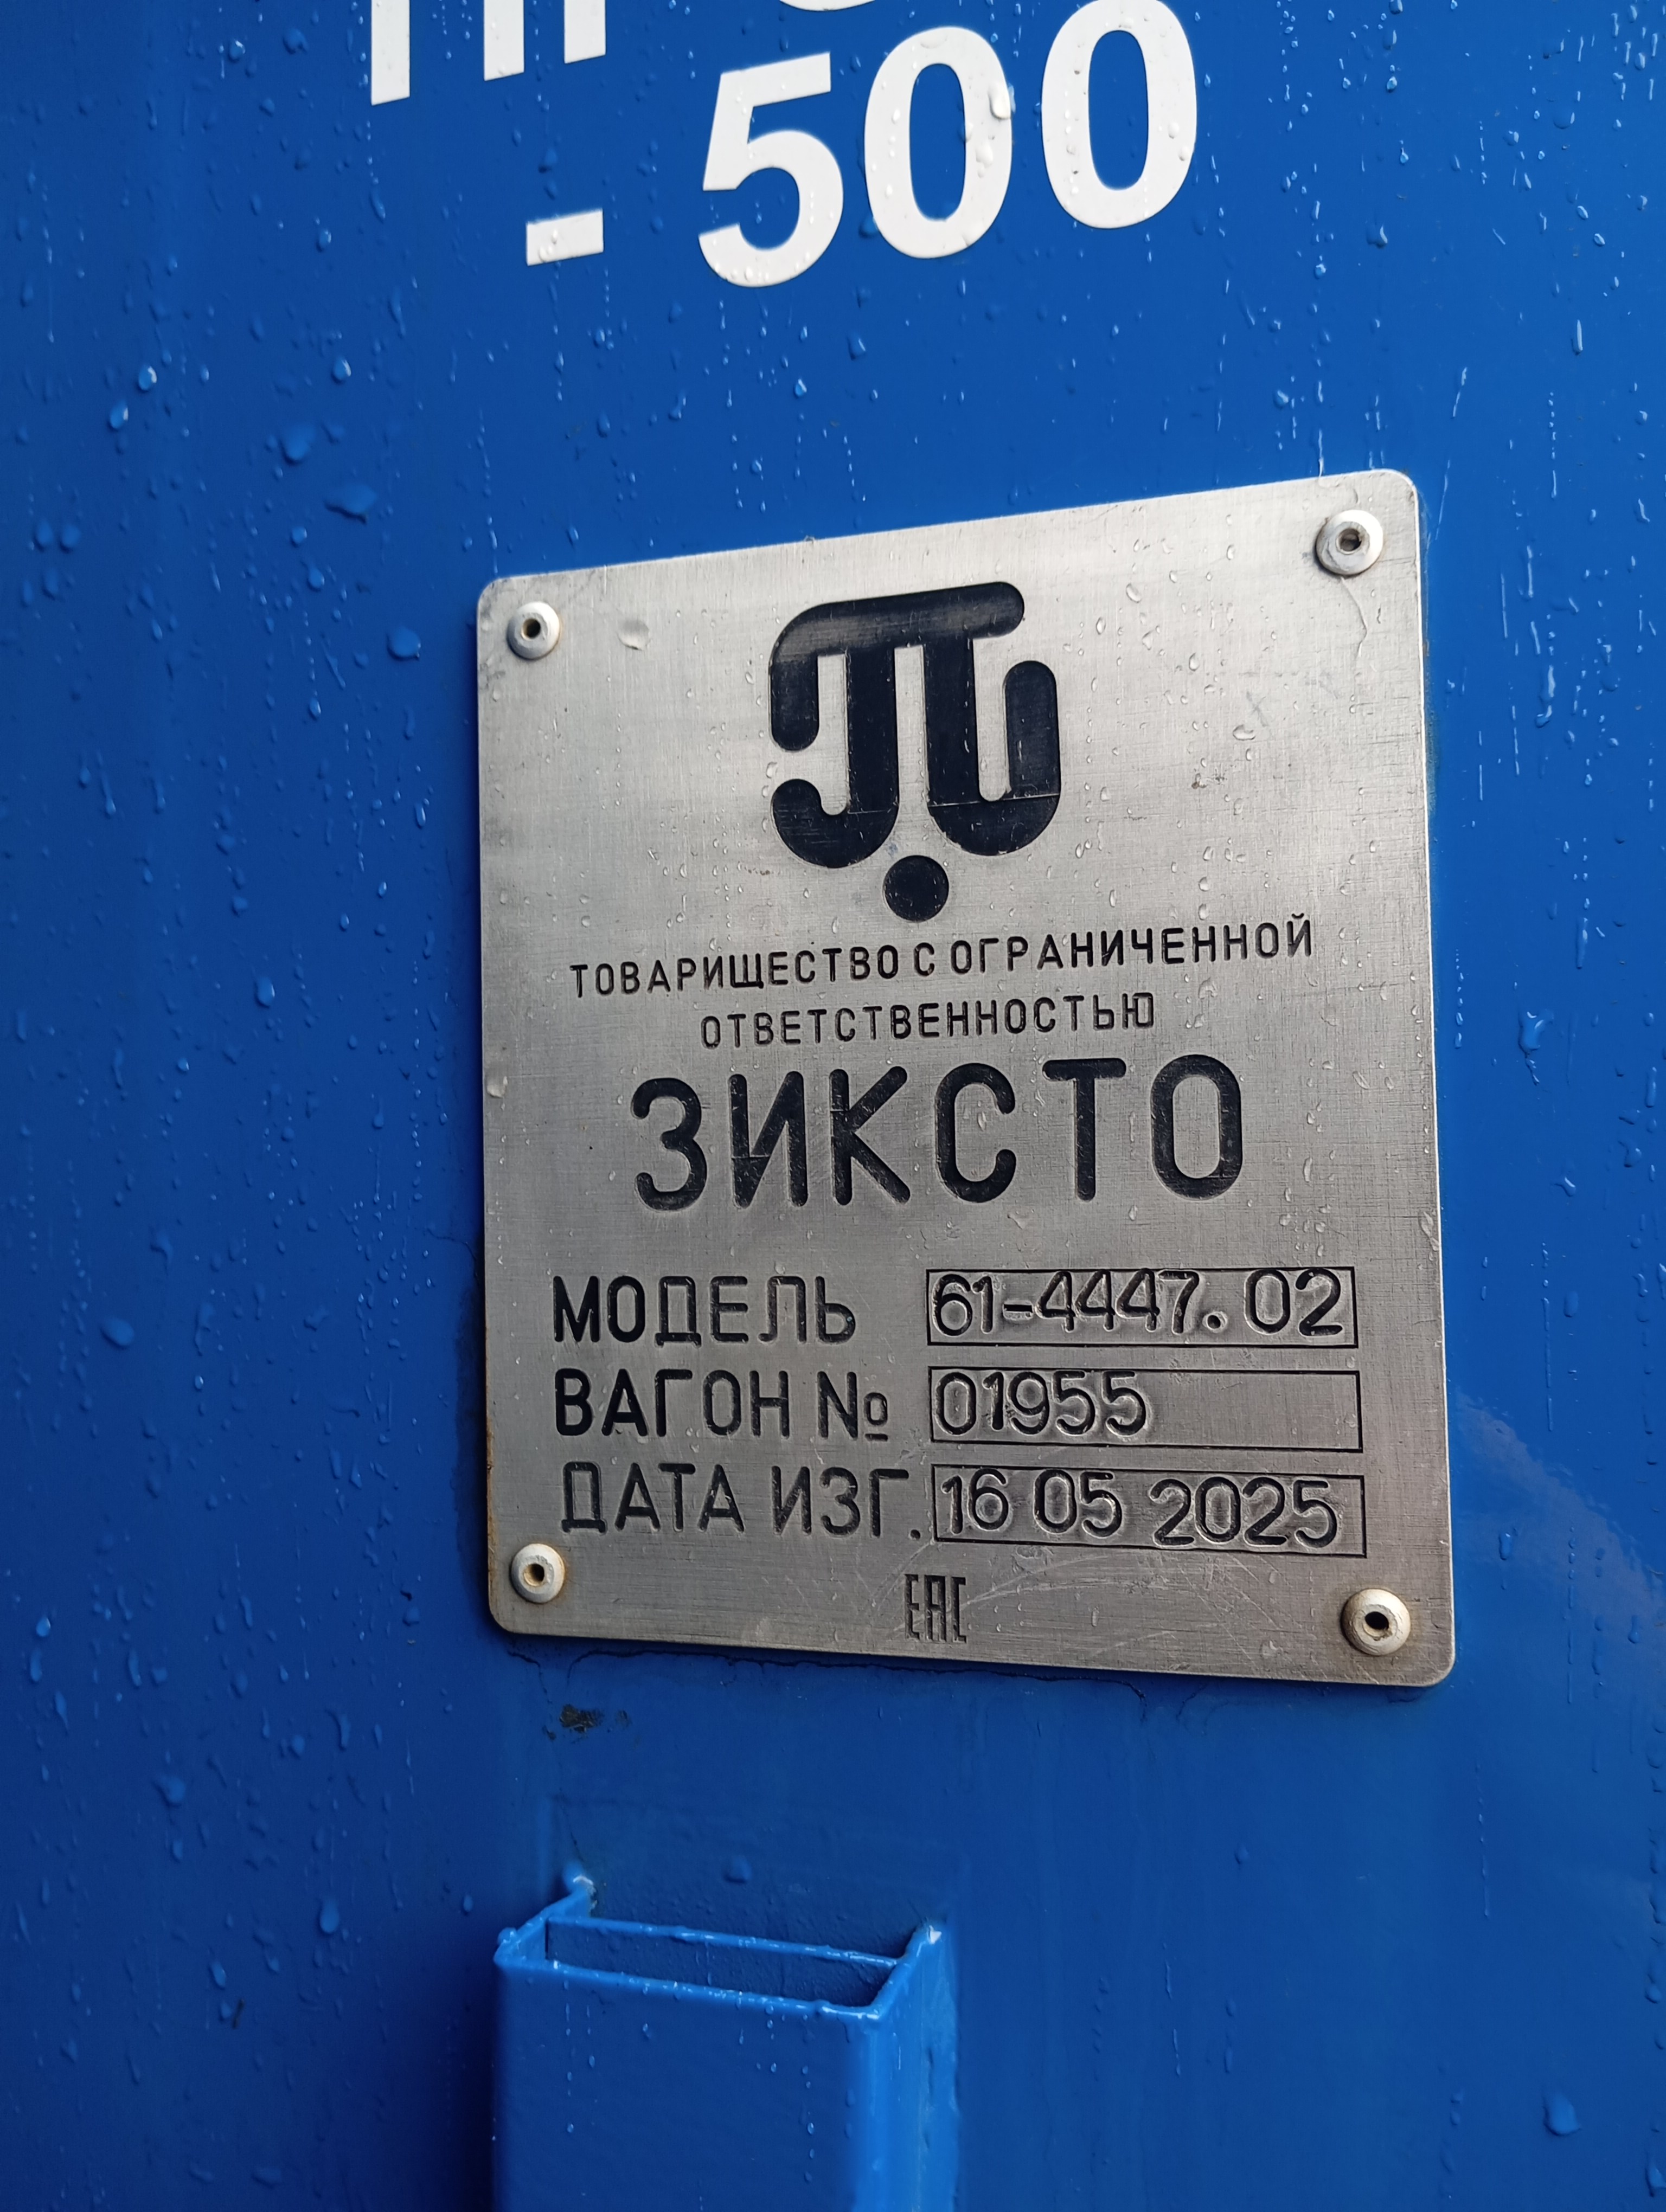 - 500
ТОВАРИЩЕСТВО С ОГРАНИЧЕННОЙ
ОТВЕТСТВЕННОСТЬЮ
ЗИКСТО
МОДЕЛЬ 61-4447.02
ВАГОН № 01955
ДАТА ИЗГ. 16 05 2025
EAC